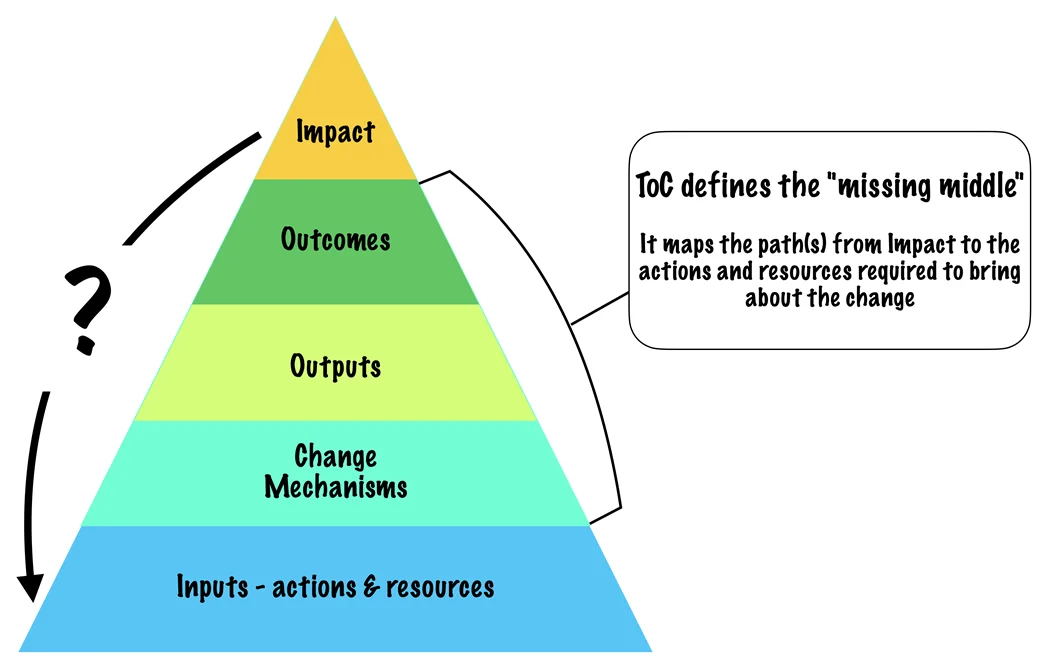 Impact
Outcomes
?
Outputs
Change
Mechanisms
Inputs - actions & resources
ToC defines the "missing middle"
It maps the path(s) from Impact to the
actions and resources required to bring
about the change